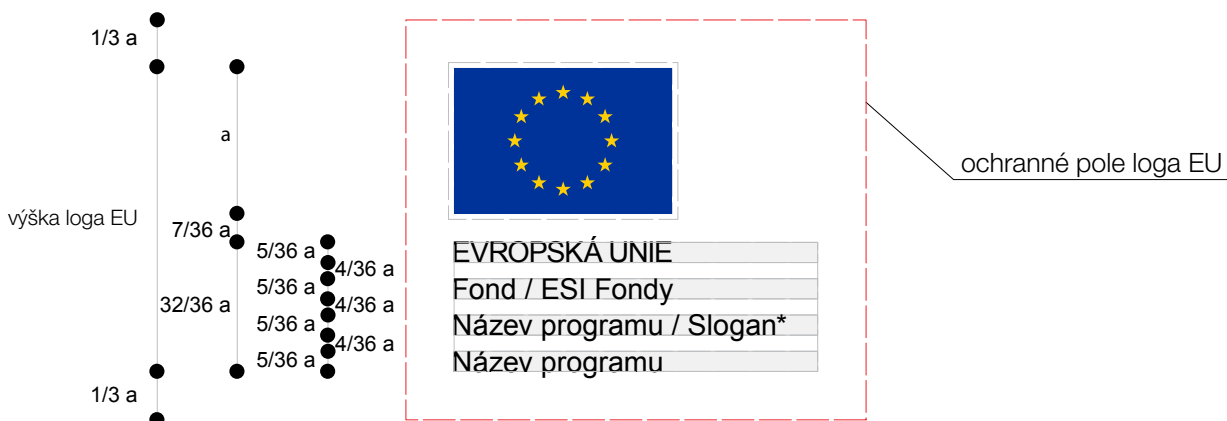 1/3 a
a
výška loga EU
7/36 a
32/36 a
5/36 a
4/36 a
5/36 a
4/36 a
5/36 a
4/36 a
5/36 a
1/3 a
EVROPSKÁ UNIE
Fond / ESI Fondy
Název programu / Slogan*
Název programu
ochranné pole loga EU